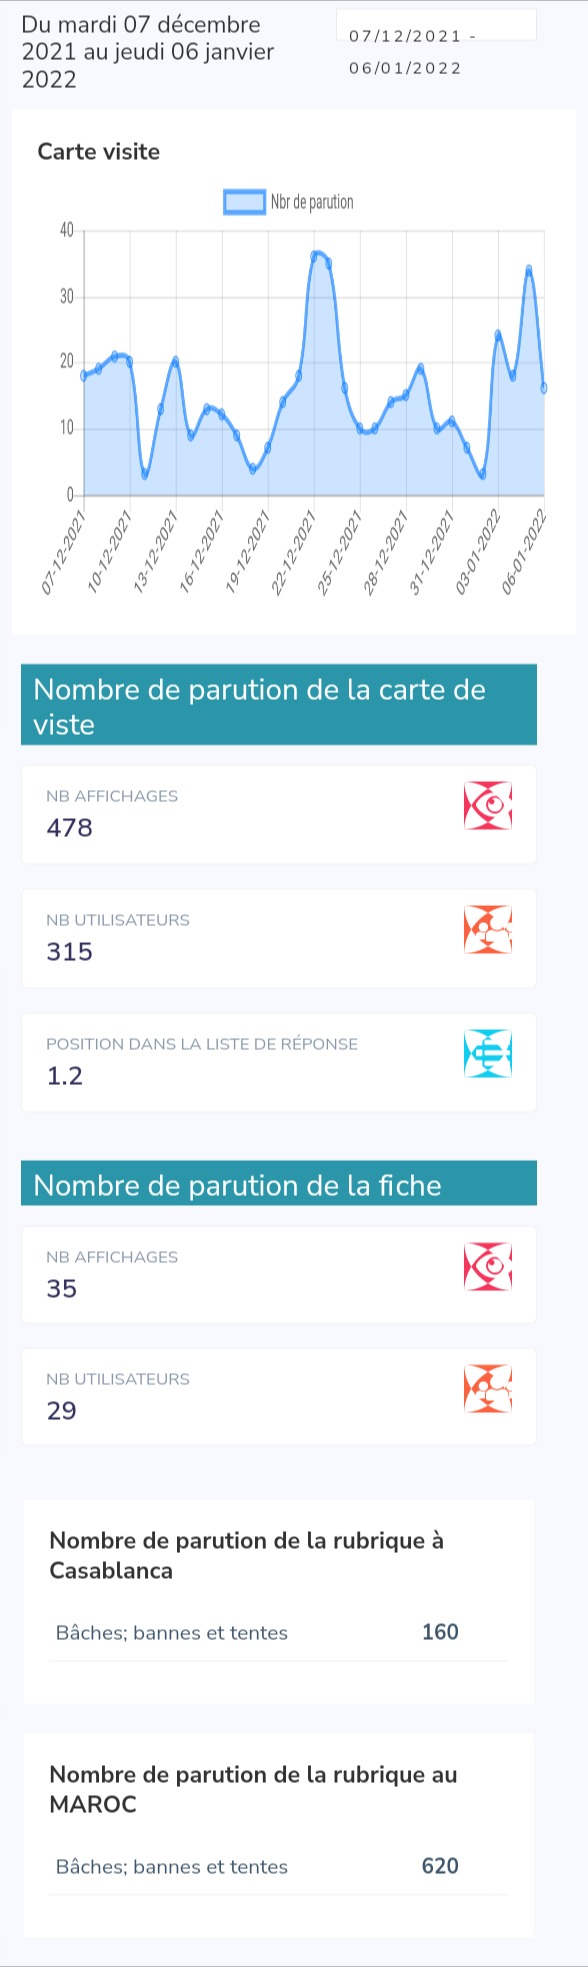 Du mardi 07 décembre
2021 au jeudi 06 janvier
2022
07/12/2021 -
06/01/2022
Carte visite
Nbr de parution
40
30
20
10
0
07-12-2021
10-12-2021
13-12-2021
16-12-2021
19-12-2021
22-12-2021
25-12-2021
28-12-2021
31-12-2021
03-01-2022
06-01-2022
Nombre de parution de la carte de
viste
NB AFFICHAGES
478
NB UTILISATEURS
315
POSITION DANS LA LISTE DE RÉPONSE
1.2
Nombre de parution de la fiche
NB AFFICHAGES
35
NB UTILISATEURS
29
Nombre de parution de la rubrique à
Casablanca
Bâches; bannes et tentes 160
Nombre de parution de la rubrique au
MAROC
Bâches; bannes et tentes 620